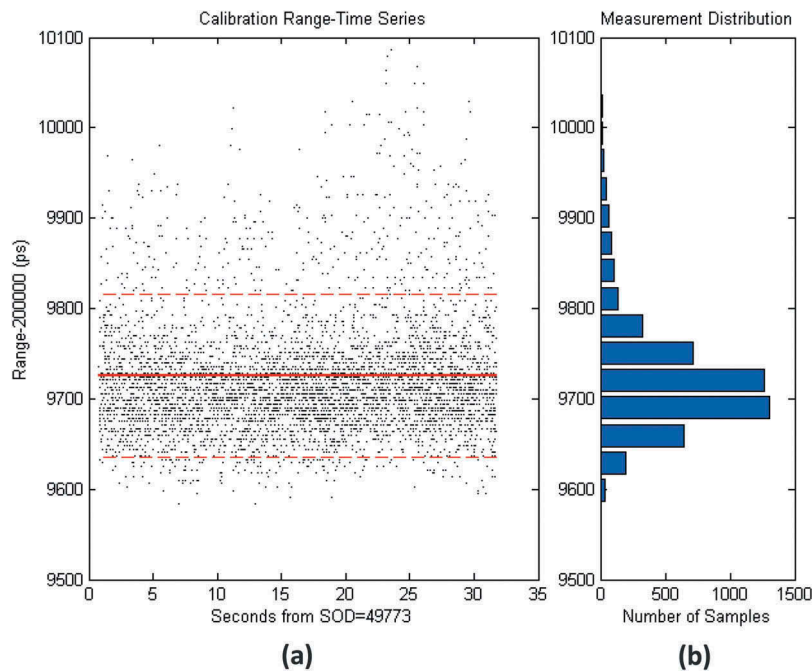 Calibration Range-Time Series
Range-200000 (ps)
10100
10000
9900
9800
9700
9600
9500
0 5 10 15 20 25 30 35
Seconds from SOD=49773
(a)
Measurement Distribution
10100
10000
9900
9800
9700
9600
9500
0 500 1000 1500
Number of Samples
(b)